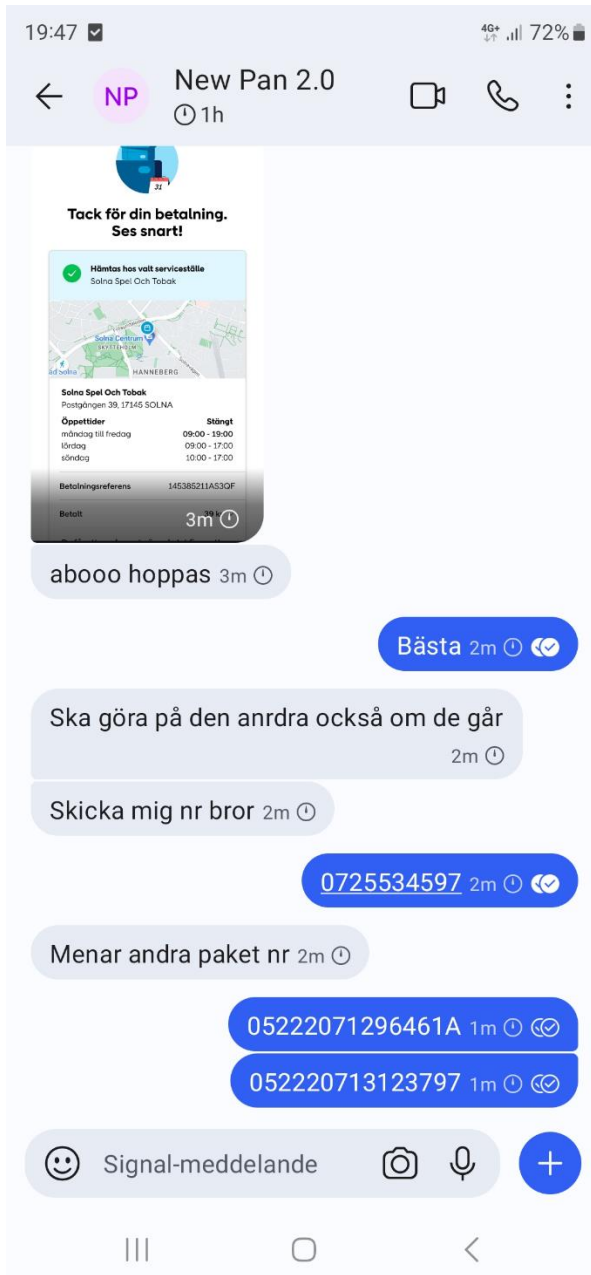 19:47 4G+ 72%
NP New Pan 2.0
1h
31
Tack för din betalning.
Ses snart!
Hämtas hos valt serviceställe
Solna Spel Och Tobak
Solna Centrum
SKYTTEHOLM
HANNEBERG
Solna Spel Och Tobak
Postgången 39, 17145 SOLNA
Öppettider Stängt
måndag till fredag 09:00 - 19:00
lördag 09:00 - 17:00
söndag 10:00 - 17:00
Betalningsreferens 145385211AS3QF
Betalt 39 k
3m
abooo hoppas 3m
Bästa 2m
Ska göra på den anrdra också om de går
2m
Skicka mig nr bror 2m
0725534597 2m
Menar andra paket nr 2m
05222071296461A 1m
052220713123797 1m
Signal-meddelande